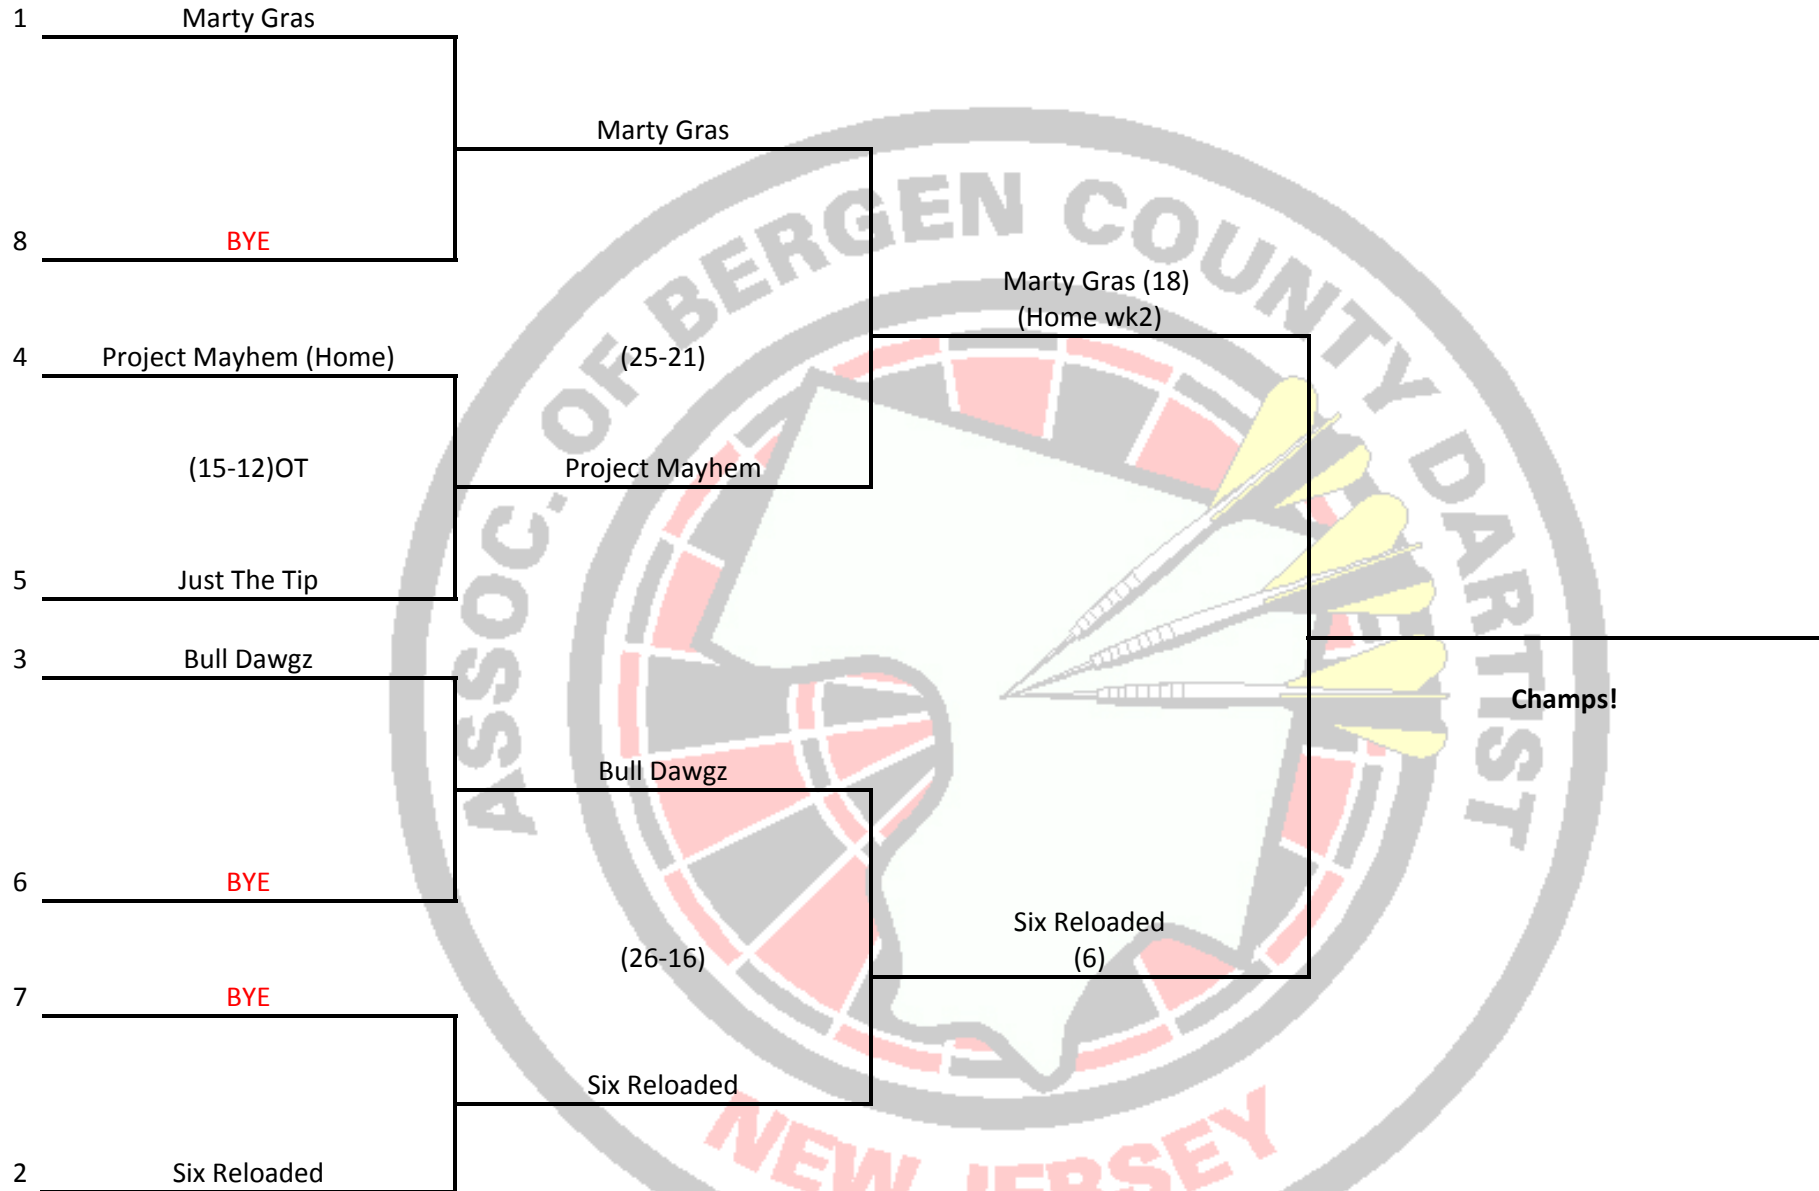 1 Marty Gras
Marty Gras
8 BYE
Marty Gras (18)
(Home wk2)
4 Project Mayhem (Home)
(25-21)
(15-12)OT
Project Mayhem
5 Just The Tip
3 Bull Dawgz
Champs!
Bull Dawgz
6 BYE
Six Reloaded
(6)
(26-16)
7 BYE
Six Reloaded
2 Six Reloaded
ASSOC. OF BERGEN COUNTY DARTIST
NEW JERSEY